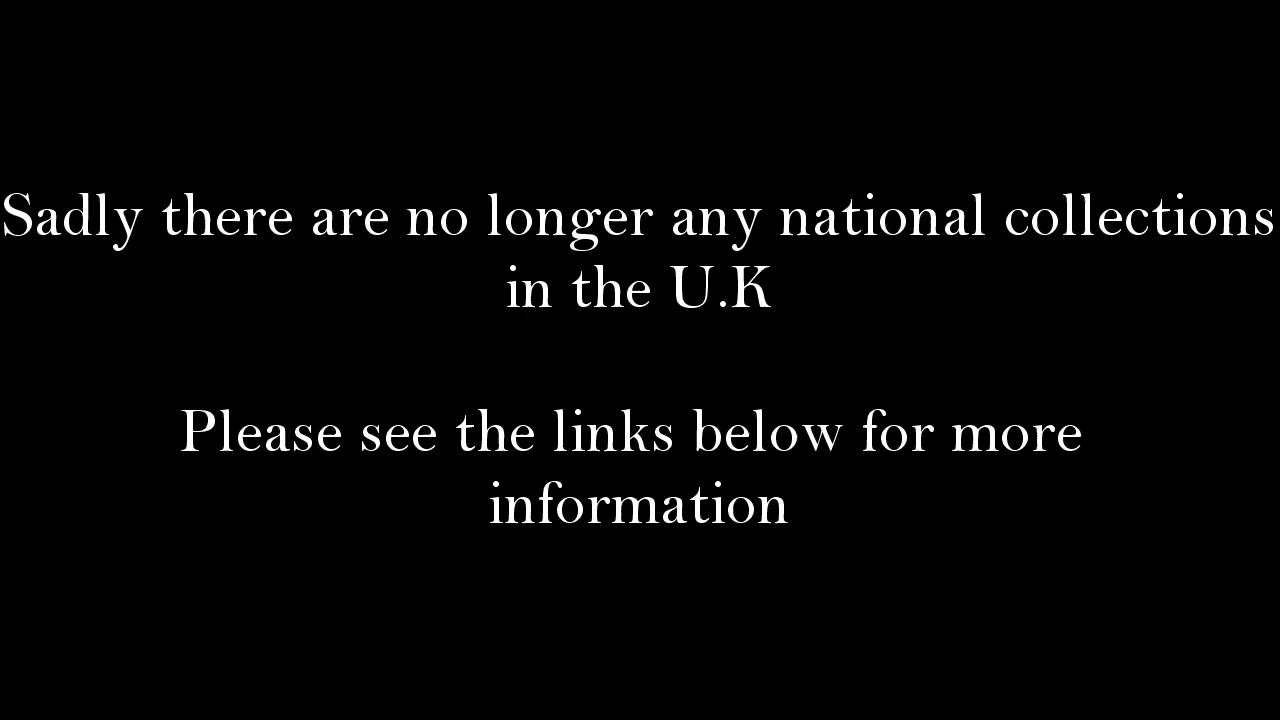 Sadly there are no longer any national collections
in the U.K
Please see the links below for more
information